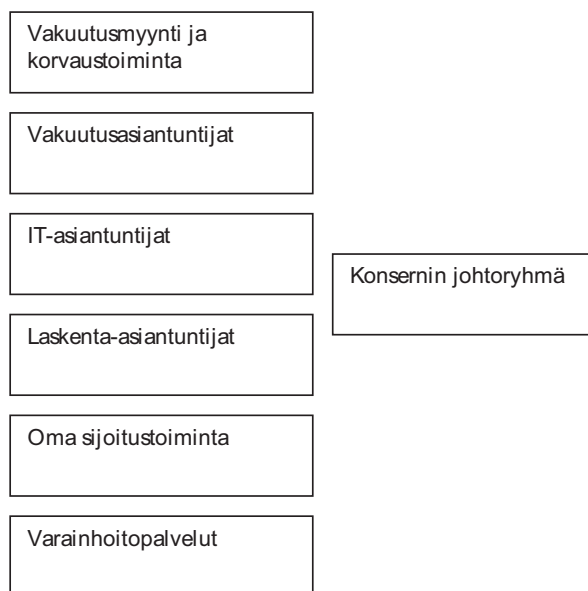 Vakuutusmyynti ja
korvaustoiminta
Vakuutusasiantuntijat
IT-asiantuntijat
Konsernin johtoryhmä
Laskenta-asiantuntijat
Oma sijoitustoiminta
Varainhoitopalvelut